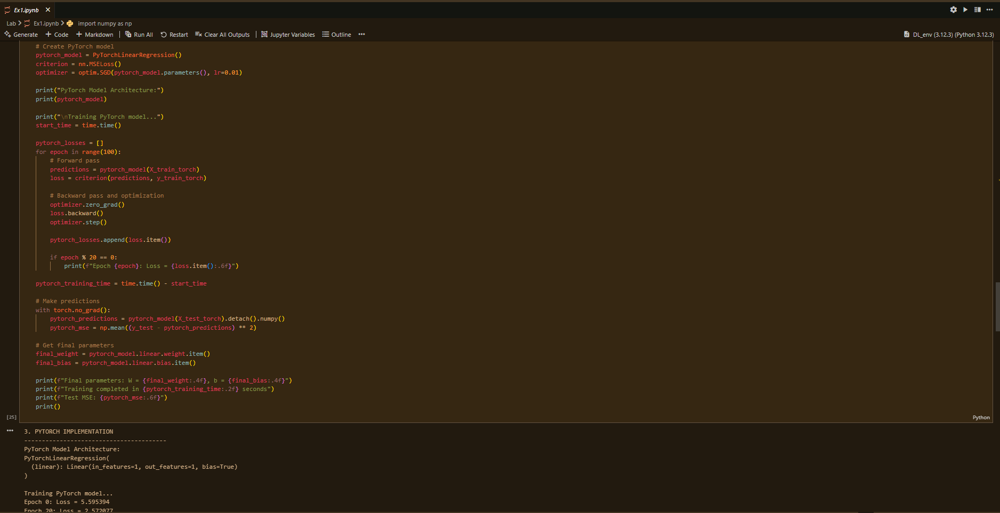 Ex1.ipynb
Lab > Ex1.ipynb > import numpy as np
Generate + Code + Markdown | Run All Restart Clear All Outputs | Jupyter Variables Outline ...
DL_env (3.12.3) (Python 3.12.3)
# Create PyTorch model
pytorch_model = PyTorchLinearRegression()
criterion = nn.MSELoss()
optimizer = optim.SGD(pytorch_model.parameters(), lr=0.01)
print("PyTorch Model Architecture:")
print(pytorch_model)
print("\nTraining PyTorch model...")
start_time = time.time()
pytorch_losses = []
for epoch in range(100):
    # Forward pass
    predictions = pytorch_model(X_train_torch)
    loss = criterion(predictions, y_train_torch)
    # Backward pass and optimization
    optimizer.zero_grad()
    loss.backward()
    optimizer.step()
    pytorch_losses.append(loss.item())
    if epoch % 20 == 0:
        print(f"Epoch {epoch}: Loss = {loss.item():.6f}")
pytorch_training_time = time.time() - start_time
# Make predictions
with torch.no_grad():
    pytorch_predictions = pytorch_model(X_test_torch).detach().numpy()
    pytorch_mse = np.mean((y_test - pytorch_predictions) ** 2)
# Get final parameters
final_weight = pytorch_model.linear.weight.item()
final_bias = pytorch_model.linear.bias.item()
print(f"Final parameters: W = {final_weight:.4f}, b = {final_bias:.4f}")
print(f"Training completed in {pytorch_training_time:.2f} seconds")
print(f"Test MSE: {pytorch_mse:.6f}")
print()
[25]
Python
3. PYTORCH IMPLEMENTATION
----------------------------------------
PyTorch Model Architecture:
PyTorchLinearRegression(
  (linear): Linear(in_features=1, out_features=1, bias=True)
)
Training PyTorch model...
Epoch 0: Loss = 5.595394
Epoch 20: Loss = 2.572077